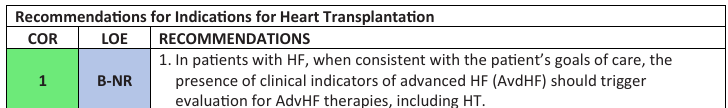 Recommendations for Indications for Heart Transplantation
COR LOE RECOMMENDATIONS
1 B-NR 1. In patients with HF, when consistent with the patient's goals of care, the
presence of clinical indicators of advanced HF (AvdHF) should trigger
evaluation for AdvHF therapies, including HT.